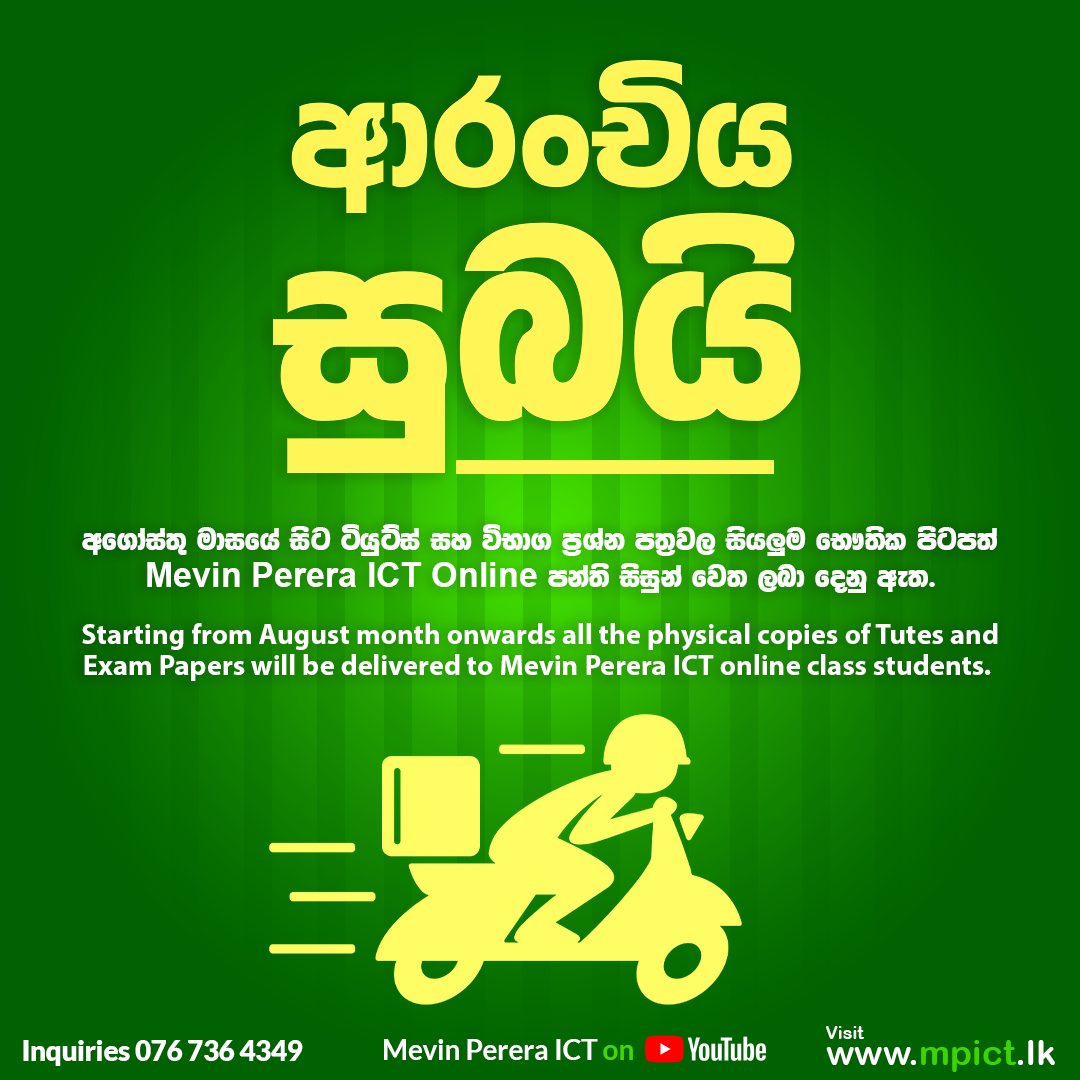 ආරංචිය
සුබයි
අගෝස්තු මාසයේ සිට ටියුට්ස් සහ විභාග ප්‍රශ්න පත්‍රවල සියලුම භෞතික පිටපත්
Mevin Perera ICT Online පන්ති සිසුන් වෙත ලබා දෙනු ඇත.
Starting from August month onwards all the physical copies of Tutes and
Exam Papers will be delivered to Mevin Perera ICT online class students.
Inquiries 076 736 4349
Mevin Perera ICT on YouTube
Visit
www.mpict.lk